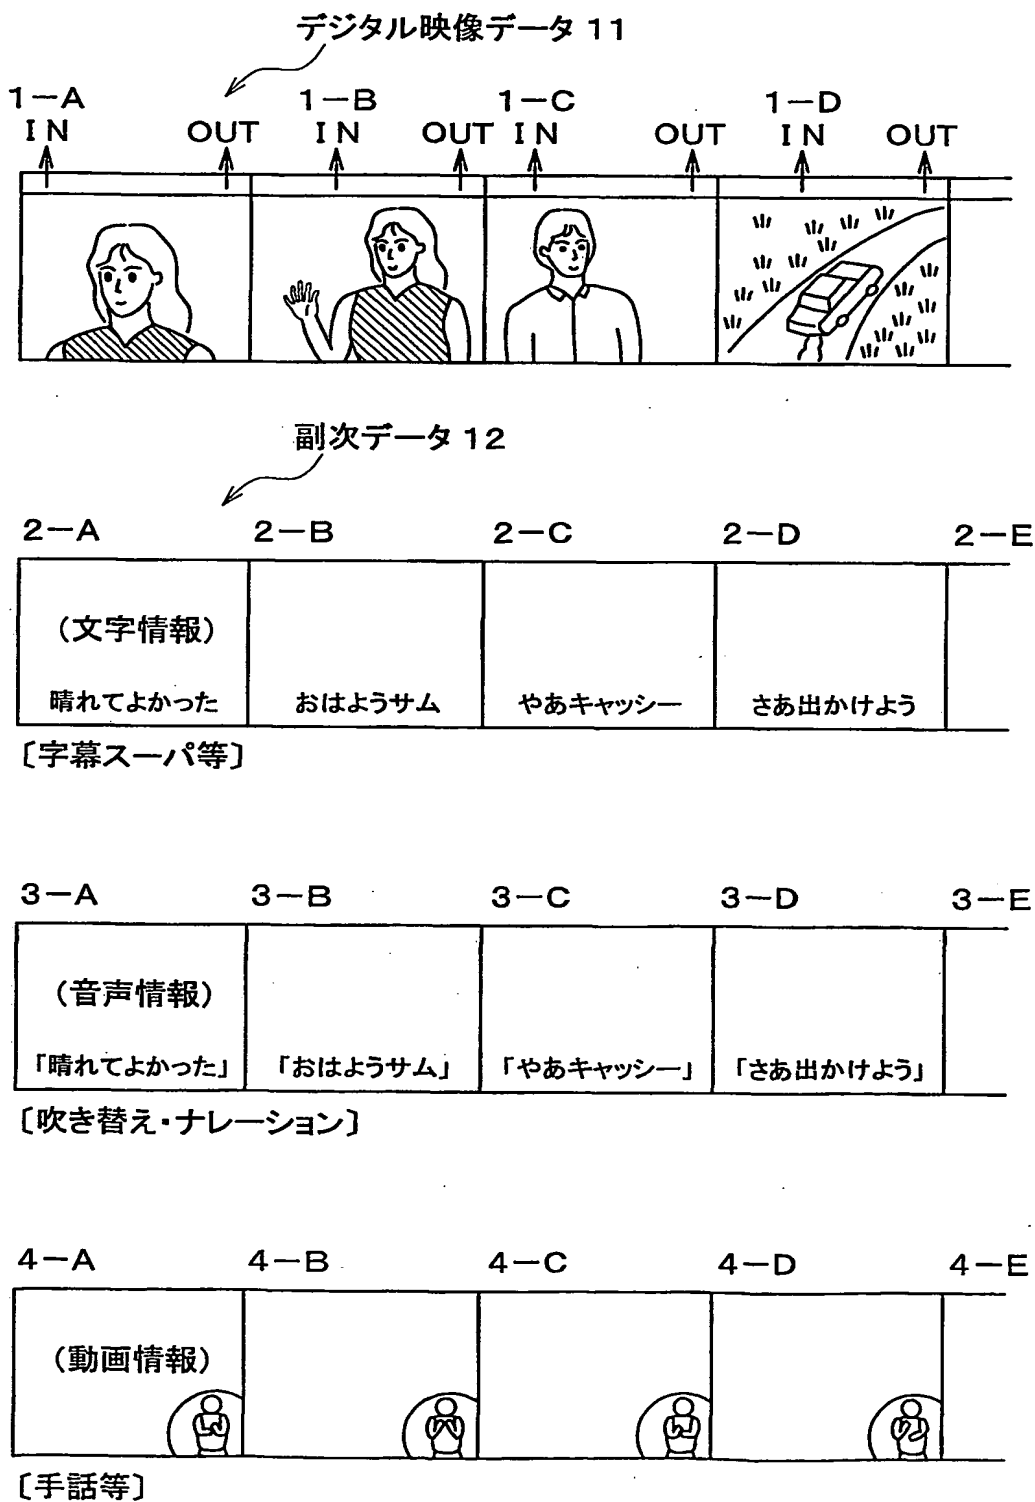 デジタル映像データ 11
1-A 1-B 1-C 1-D
IN OUT IN OUT IN OUT IN OUT
副次データ 12
2-A 2-B 2-C 2-D 2-E
(文字情報)
晴れてよかった おはようサム やあキャッシー さあ出かけよう
〔字幕スーパ等〕
3-A 3-B 3-C 3-D 3-E
(音声情報)
「晴れてよかった」 「おはようサム」 「やあキャッシー」 「さあ出かけよう」
〔吹き替え・ナレーション〕
4-A 4-B 4-C 4-D 4-E
(動画情報)
〔手話等〕